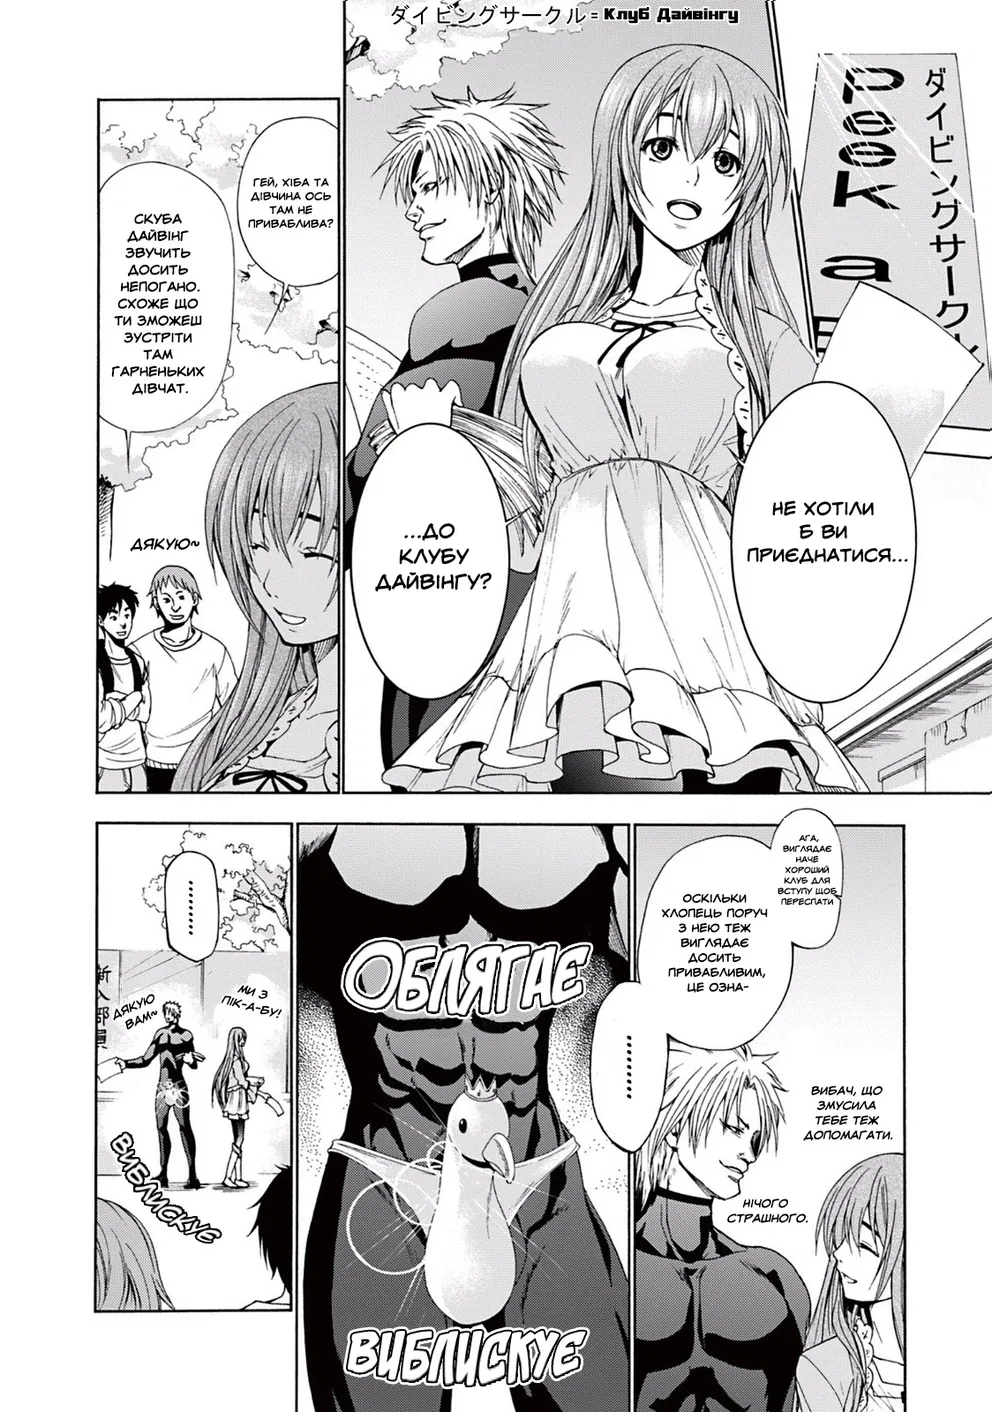 ダイビングサークル = Клуб Дайвінгу
ダイビングサークル
Peek a B
НЕ ХОТІЛИ
Б ВИ
ПРИЄДНАТИСЯ...
...ДО
КЛУБУ
ДАЙВІНГУ?
ГЕЙ, ХІБА ТА
ДІВЧИНА ОСЬ
ТАМ НЕ
ПРИВАБЛИВА?
СКУБА
ДАЙВІНГ
ЗВУЧИТЬ
ДОСИТЬ
НЕПОГАНО.
СХОЖЕ ЩО
ТИ ЗМОЖЕШ
ЗУСТРІТИ
ТАМ
ГАРНЕНЬКИХ
ДІВЧАТ.
ДЯКУЮ~
АГА,
ВИГЛЯДАЄ
НАЧЕ
ХОРОШИЙ
КЛУБ ДЛЯ
ВСТУПУ ЩОБ
ПЕРЕСПАТИ
ОСКІЛЬКИ
ХЛОПЕЦЬ ПОРУЧ
З НЕЮ ТЕЖ
ВИГЛЯДАЄ
ДОСИТЬ
ПРИВАБЛИВИМ,
ЦЕ ОЗНА-
..........
ВИБАЧ, ЩО
ЗМУСИЛА
ТЕБЕ ТЕЖ
ДОПОМАГАТИ.
НІЧОГО
СТРАШНОГО.
ОБЛЯГАЄ
ВИБЛИСКУЄ
........
新入部員
ДЯКУЮ
ВАМ~
МИ З
ПІК-А-БУ!
ВИБЛИСКУЄ